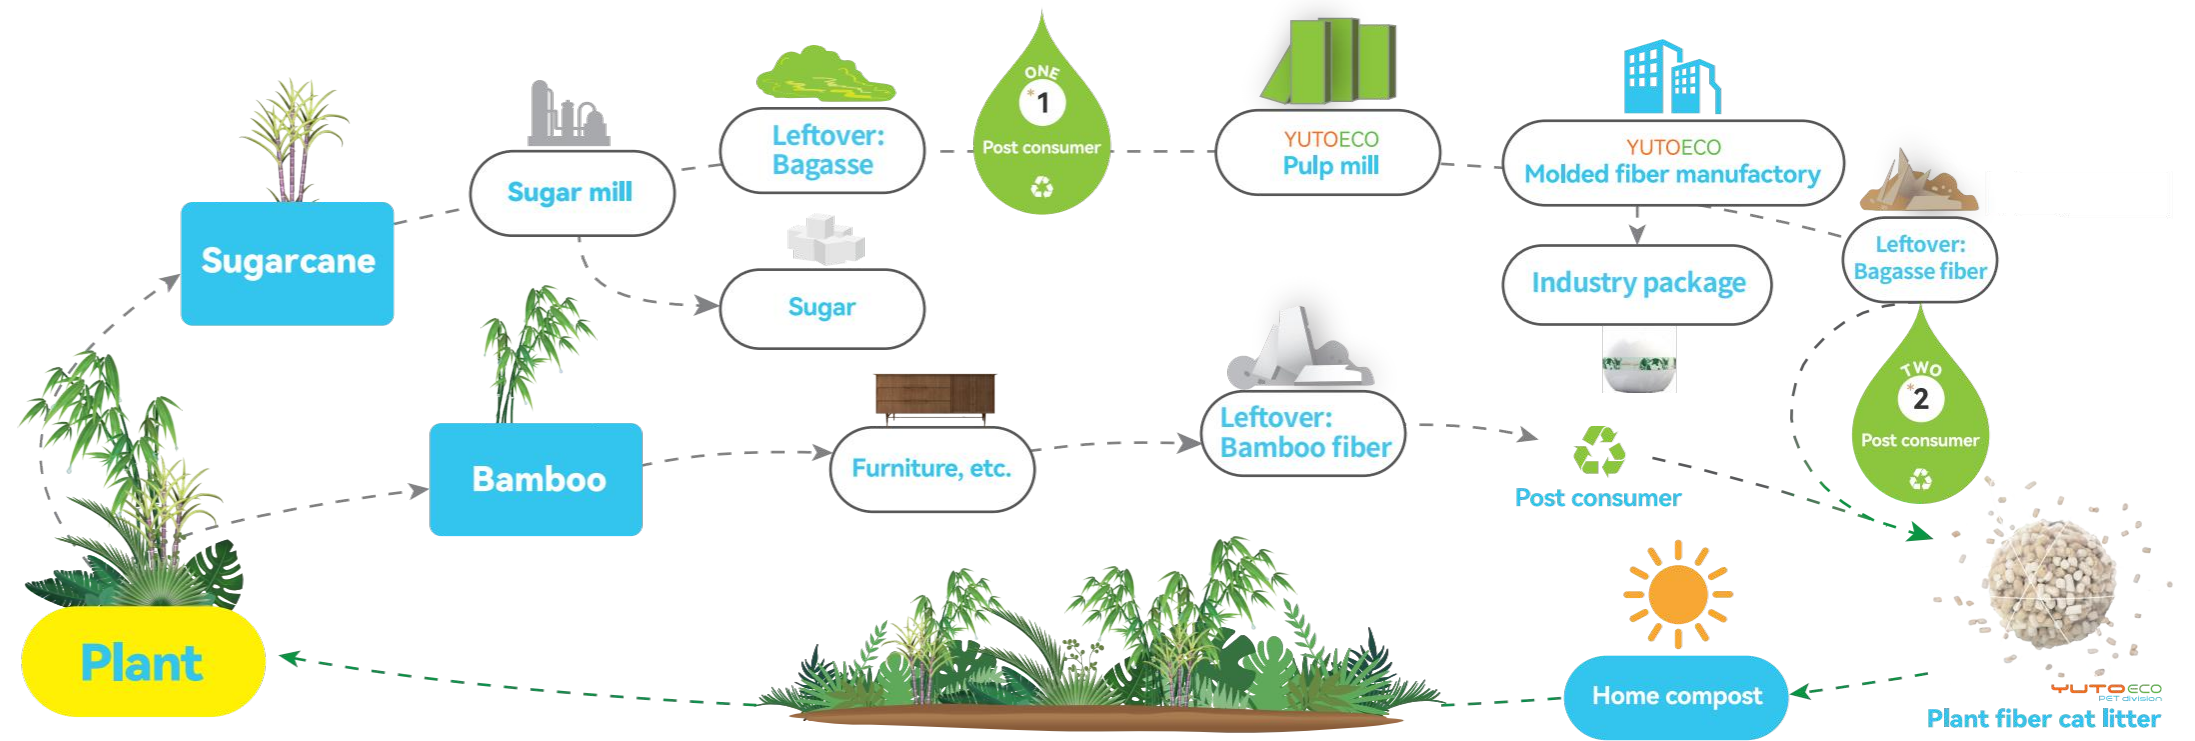 Sugarcane
Sugar mill
Leftover:
Bagasse
Sugar
ONE
*1
Post consumer
YUTOECO
Pulp mill
YUTOECO
Molded fiber manufactory
Industry package
Leftover:
Bagasse fiber
TWO
*2
Post consumer
Bamboo
Furniture, etc.
Leftover:
Bamboo fiber
Post consumer
Plant
Home compost
YUTOECO
PET division
Plant fiber cat litter